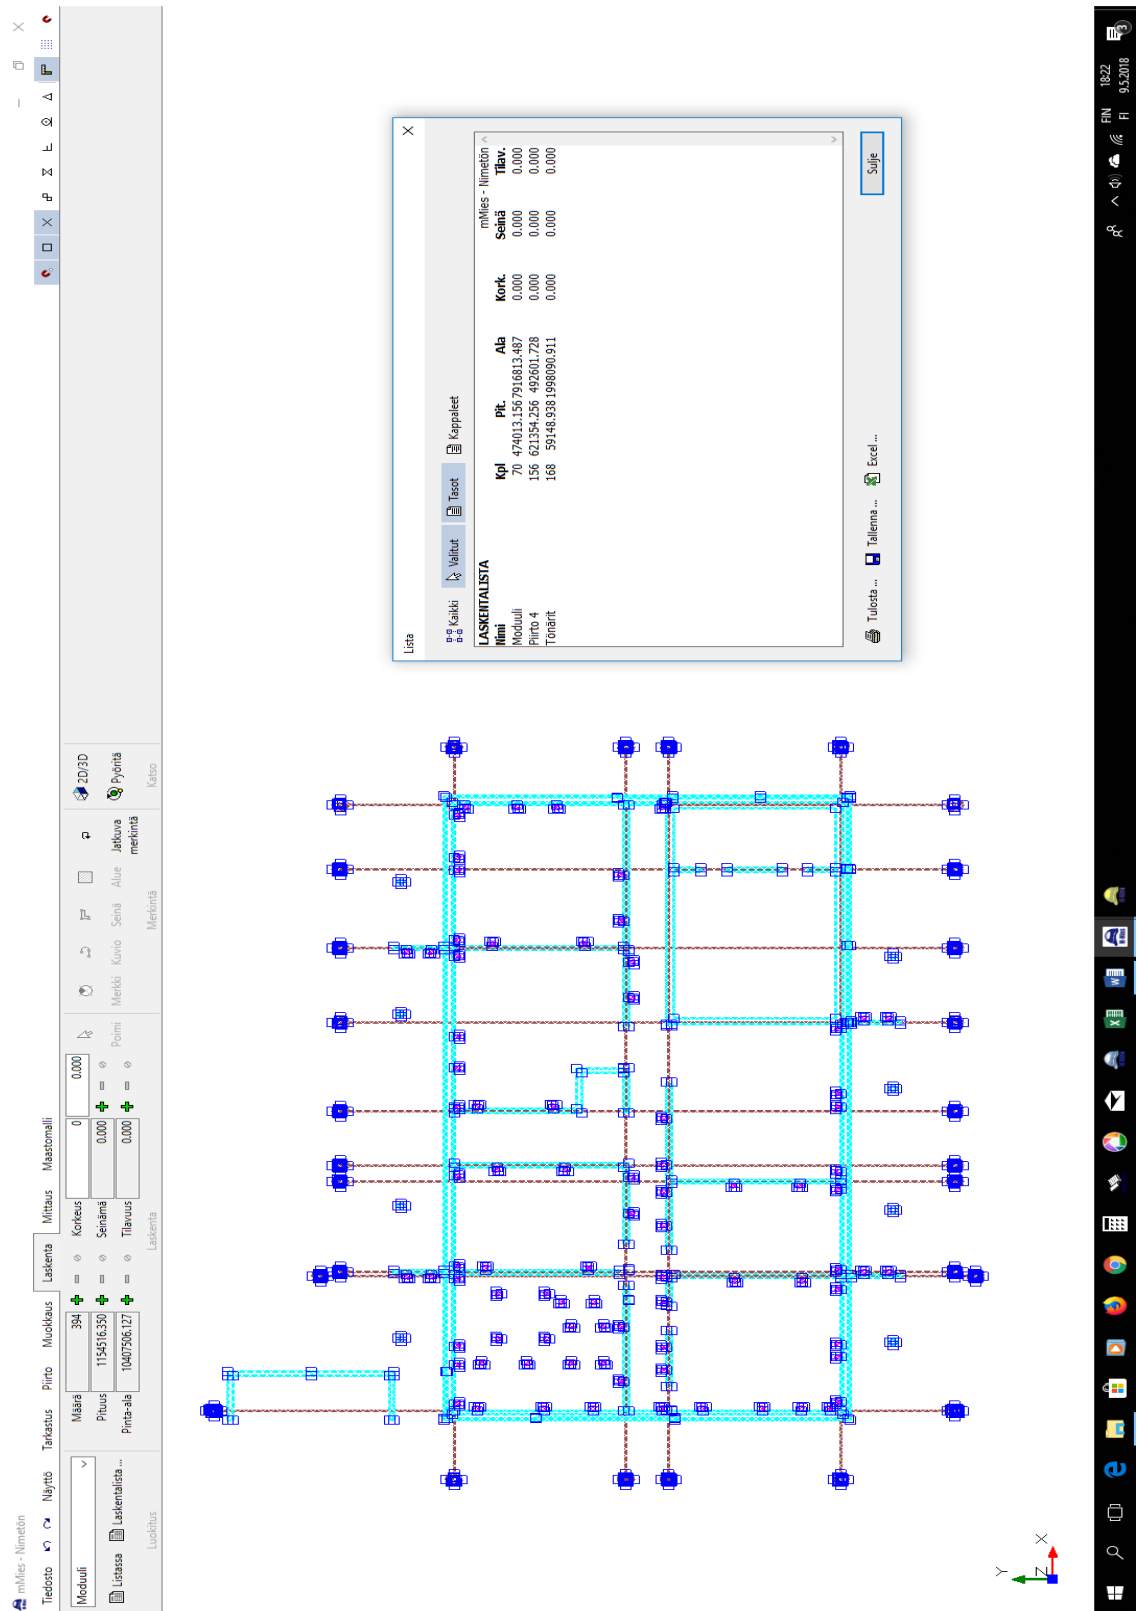 mMies - Nimetön
Tiedosto Näyttö Tarkastus Piirto Muokkaus Laskenta Mittaus Maastomalli
Moduuli
Listassa Laskentalista ...
Luokitus
Määrä 394 Korkeus 0 0.000
Pituus 1154516.350 Seinämä 0.000
Pinta-ala 10407506.127 Tilavuus 0.000
Laskenta
Poimi Merkki Kuvio Seinä Alue Jatkuva merkintä
Merkintä
2D/3D
Pyöritä
Katso
Lista
Kaikki Valitut Tasot Kappaleet
LASKENTALISTA mMies - Nimetön
Nimi Kpl Pit. Ala Kork. Seinä Tilav.
Moduuli 70 474013.156 7916813.487 0.000 0.000 0.000
Piirto 4 156 621354.256 492601.728 0.000 0.000 0.000
Tönärit 168 59148.938 1998090.911 0.000 0.000 0.000
Tulosta ... Tallenna ... Excel ...
Sulje
Y
X
Z
FIN 18:22
FI 9.5.2018
3